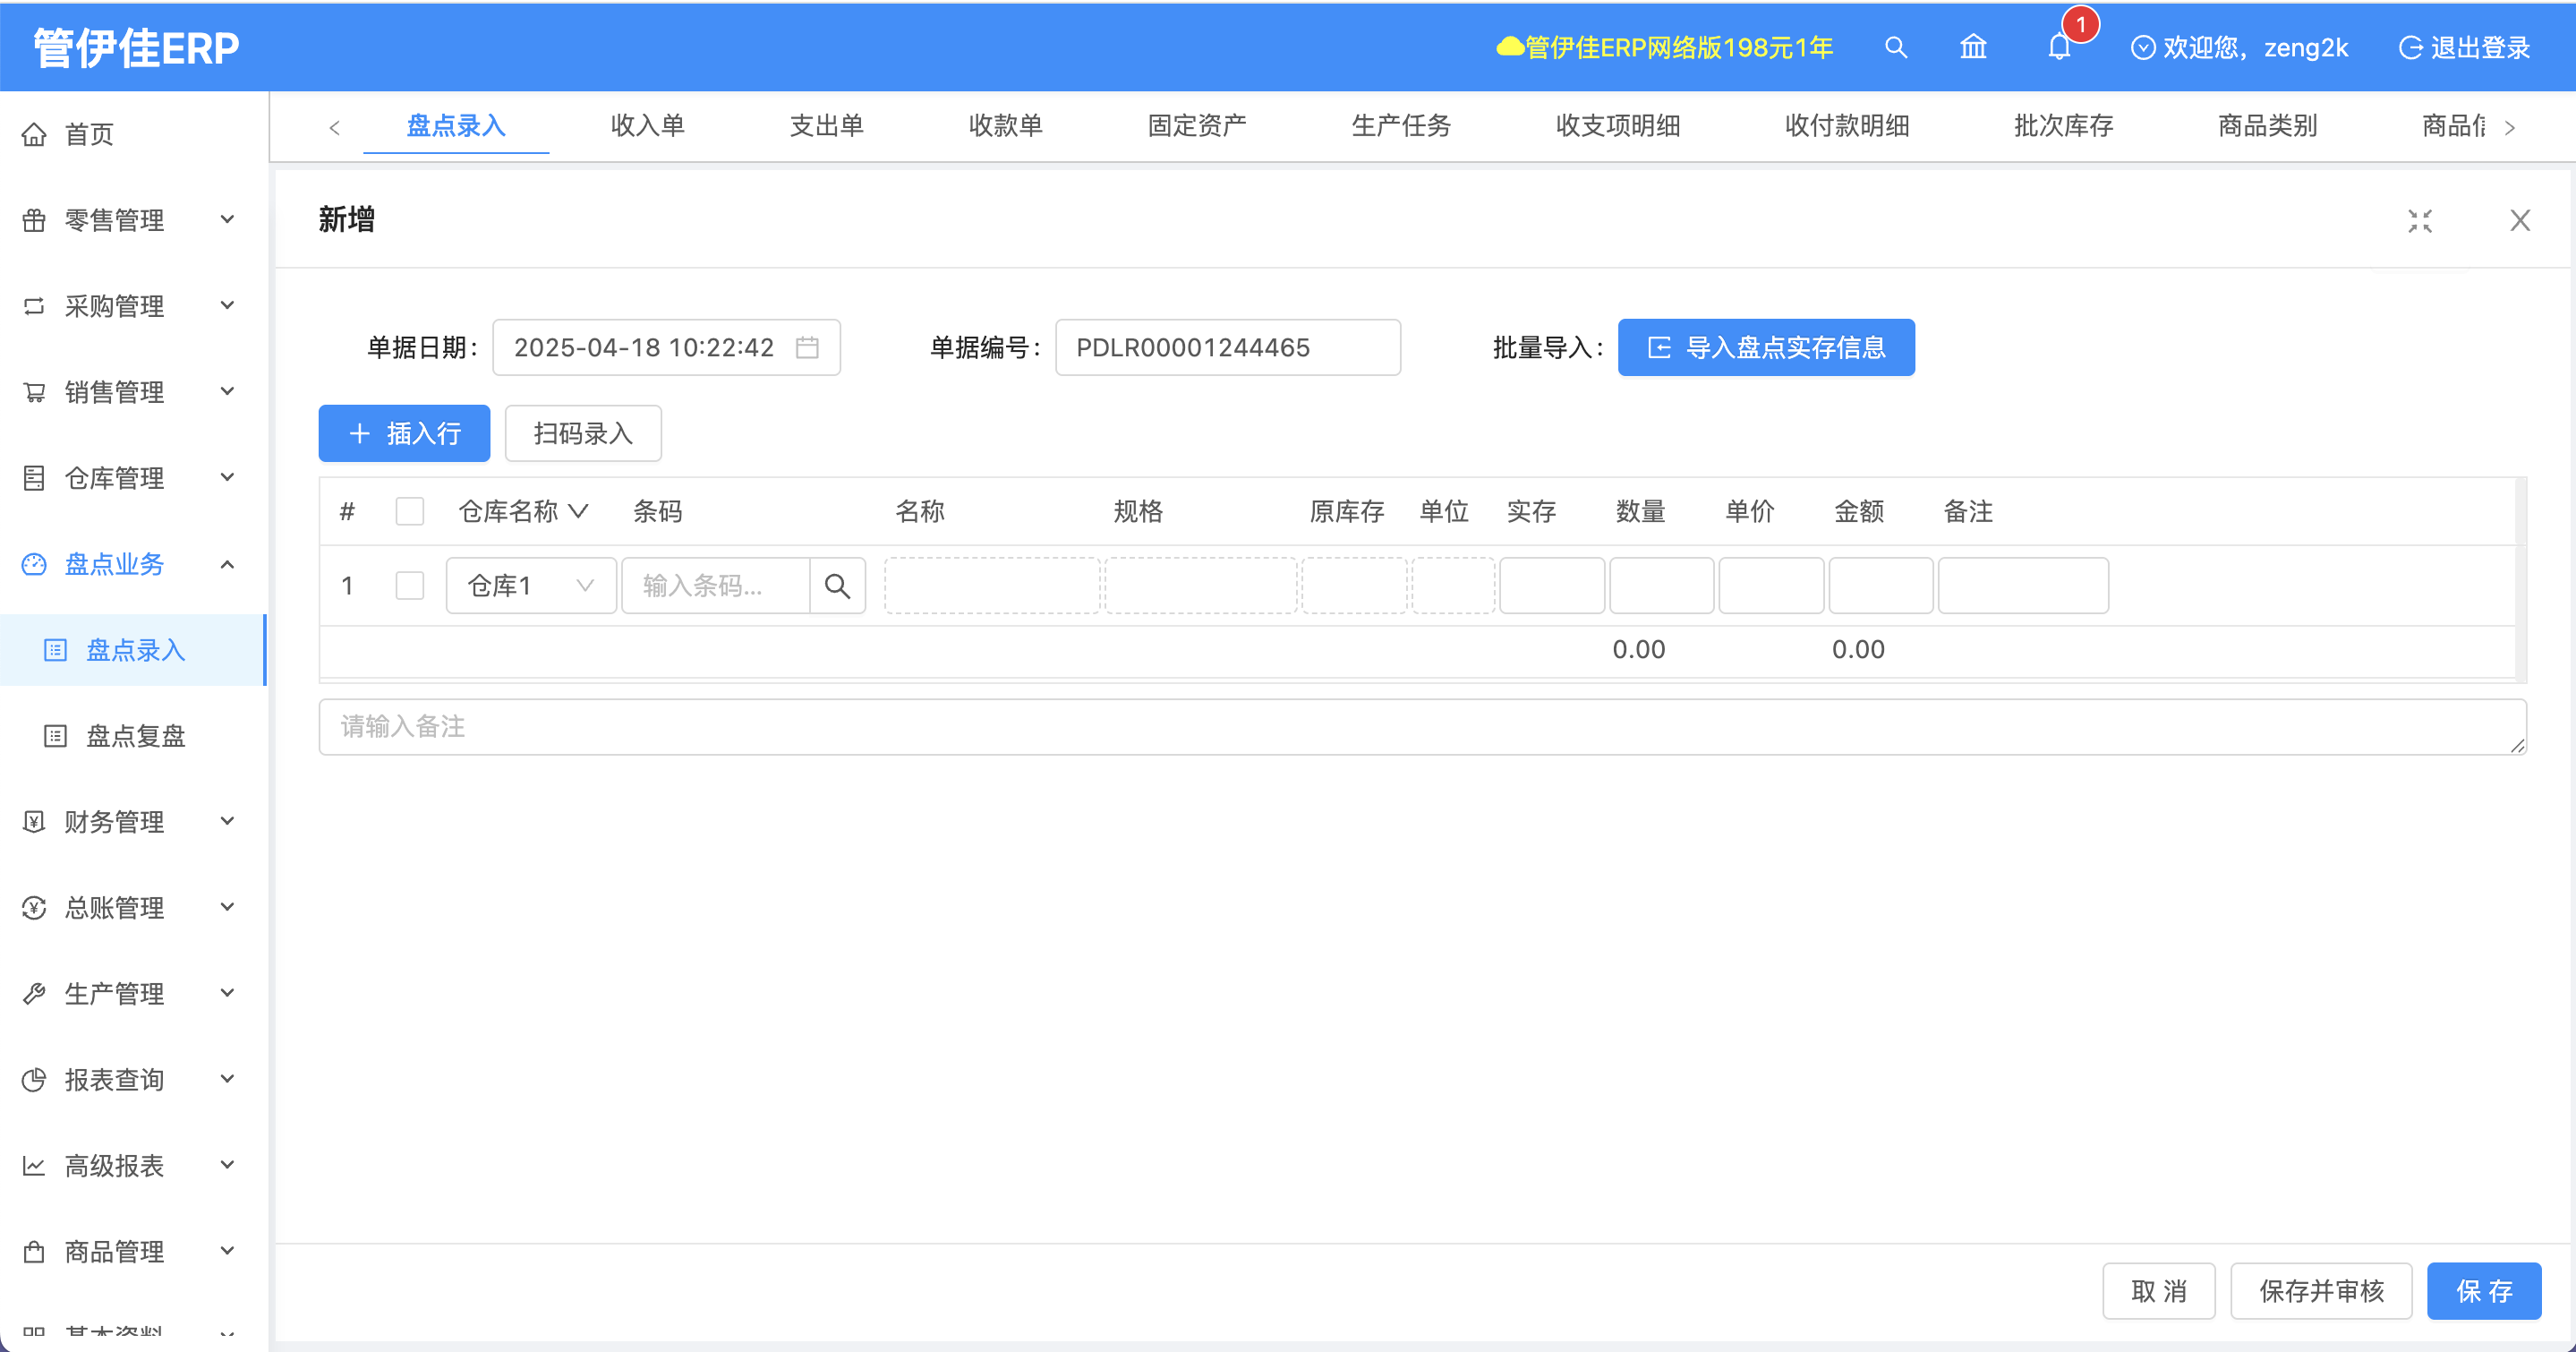 管伊佳ERP
管伊佳ERP网络版198元1年
1
欢迎您，zeng2k
退出登录
首页
零售管理
采购管理
销售管理
仓库管理
盘点业务
盘点录入
盘点复盘
财务管理
总账管理
生产管理
报表查询
高级报表
商品管理
基本资料
盘点录入 收入单 支出单 收款单 固定资产 生产任务 收支项明细 收付款明细 批次库存 商品类别 商品信
新增
单据日期： 2025-04-18 10:22:42 单据编号： PDLR00001244465 批量导入： 导入盘点实存信息
插入行 扫码录入
# 仓库名称 条码 名称 规格 原库存 单位 实存 数量 单价 金额 备注
1 仓库1 输入条码...
0.00 0.00
请输入备注
取 消 保存并审核 保 存